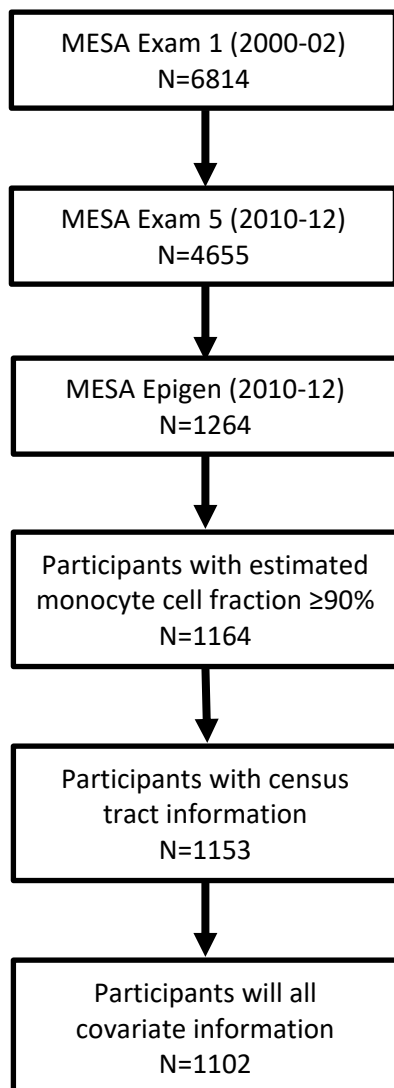 MESA Exam 1 (2000-02)
N=6814
MESA Exam 5 (2010-12)
N=4655
MESA Epigen (2010-12)
N=1264
Participants with estimated
monocyte cell fraction ≥90%
N=1164
Participants with census
tract information
N=1153
Participants will all
covariate information
N=1102